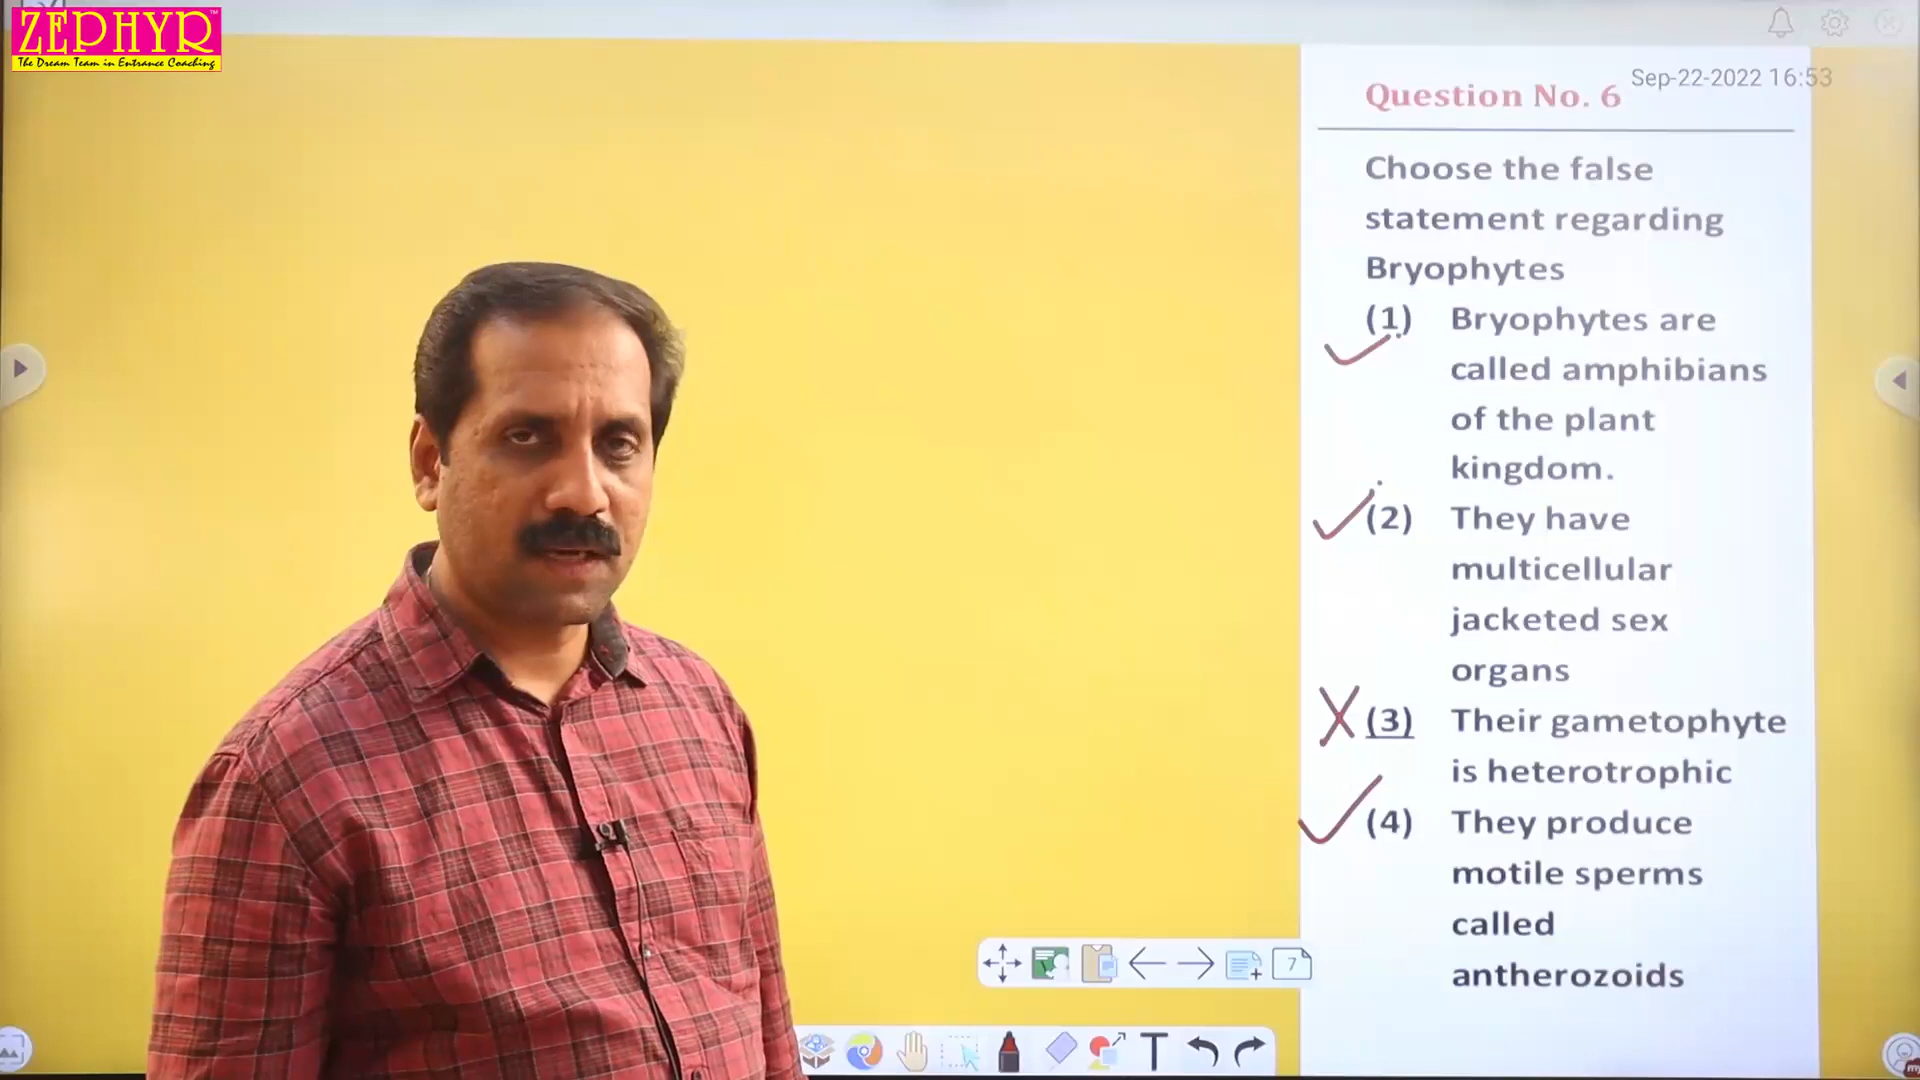 ZEPHYR™
The Dream Team in Entrance Coaching
Sep-22-2022 16:53
Question No. 6
Choose the false
statement regarding
Bryophytes
(1) Bryophytes are
called amphibians
of the plant
kingdom.
(2) They have
multicellular
jacketed sex
organs
(3) Their gametophyte
is heterotrophic
(4) They produce
motile sperms
called
antherozoids
7
T